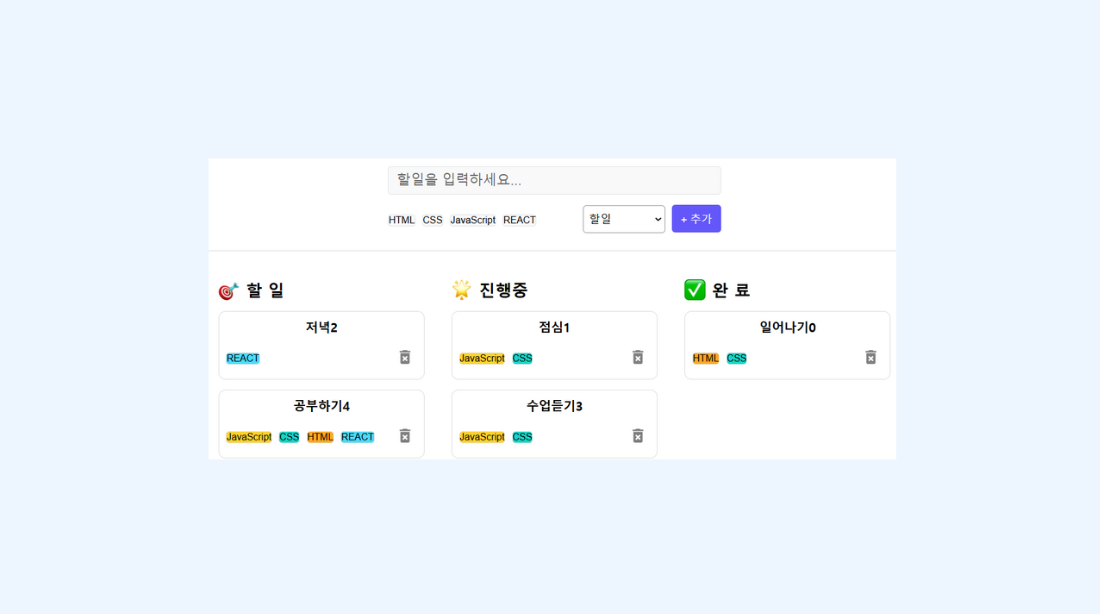 할일을 입력하세요...
HTML CSS JavaScript REACT 할일 + 추가
할 일
저녁2
REACT
공부하기4
JavaScript CSS HTML REACT
진행중
점심1
JavaScript CSS
수업듣기3
JavaScript CSS
완 료
일어나기0
HTML CSS